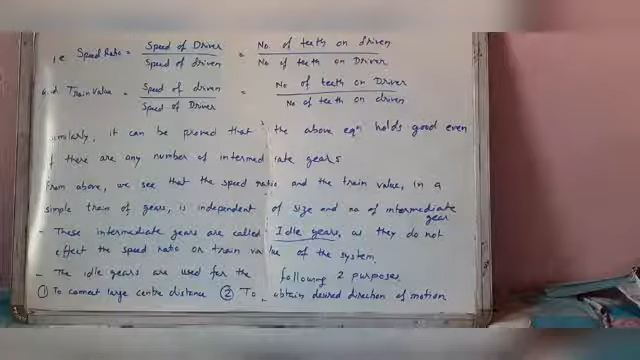 i.e Speed Ratio = Speed of Driver / Speed of driven = No. of teeth on driven / No. of teeth on Driver
and Train Value = Speed of driven / Speed of Driver = No of teeth on Driver / No of teeth on driven
Similarly, it can be proved that the above eqn holds good even
if there are any number of intermediate gears
From above, we see that the speed ratio and the train value, in a
simple train of gears, is independent of size and no of intermediate
gear
- These intermediate gears are called Idle gears, as they do not
effect the speed ratio or train value of the system.
- The idle gears are used for the following 2 purposes.
① To connect large centre distance ② To obtain desired direction of motion